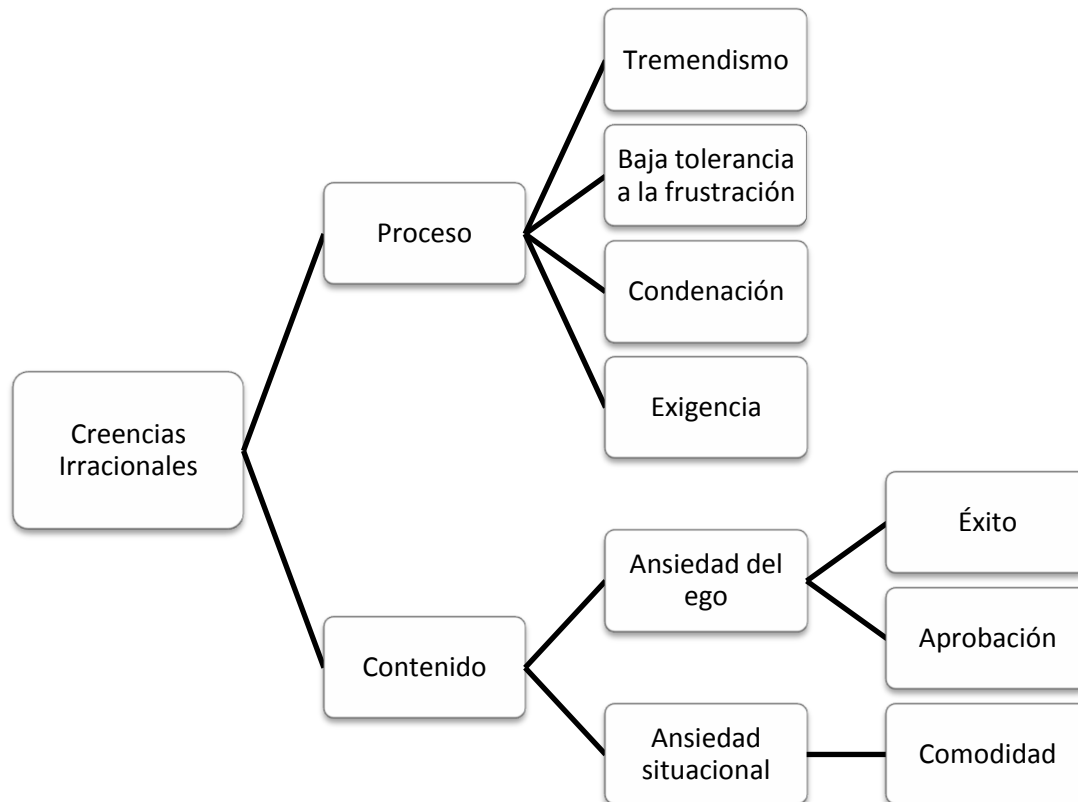 Creencias
Irracionales
Proceso
Tremendismo
Baja tolerancia
a la frustración
Condenación
Exigencia
Contenido
Ansiedad del
ego
Éxito
Aprobación
Ansiedad
situacional
Comodidad